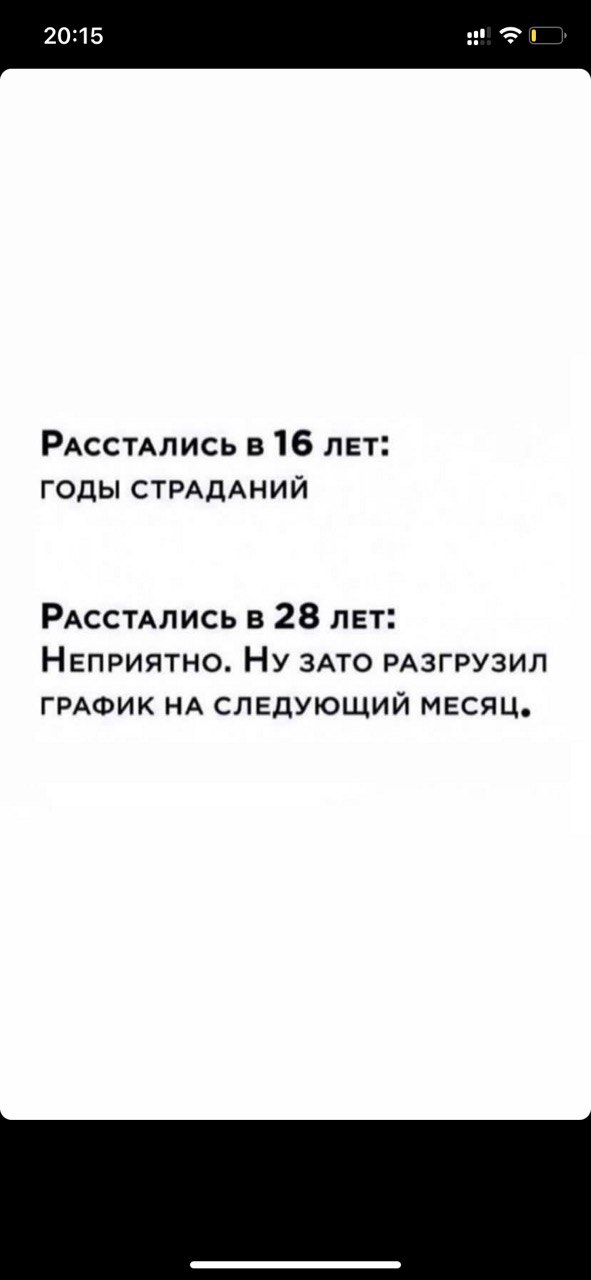 20:15
Расстались в 16 лет:
годы страданий
Расстались в 28 лет:
Неприятно. Ну зато разгрузил
график на следующий месяц.